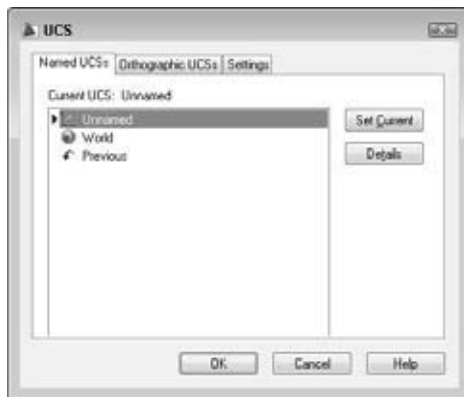 UCS
Named UCSs Orthographic UCSs Settings
Current UCS: Unnamed
Unnamed
World
Previous
Set Current
Details
OK Cancel Help